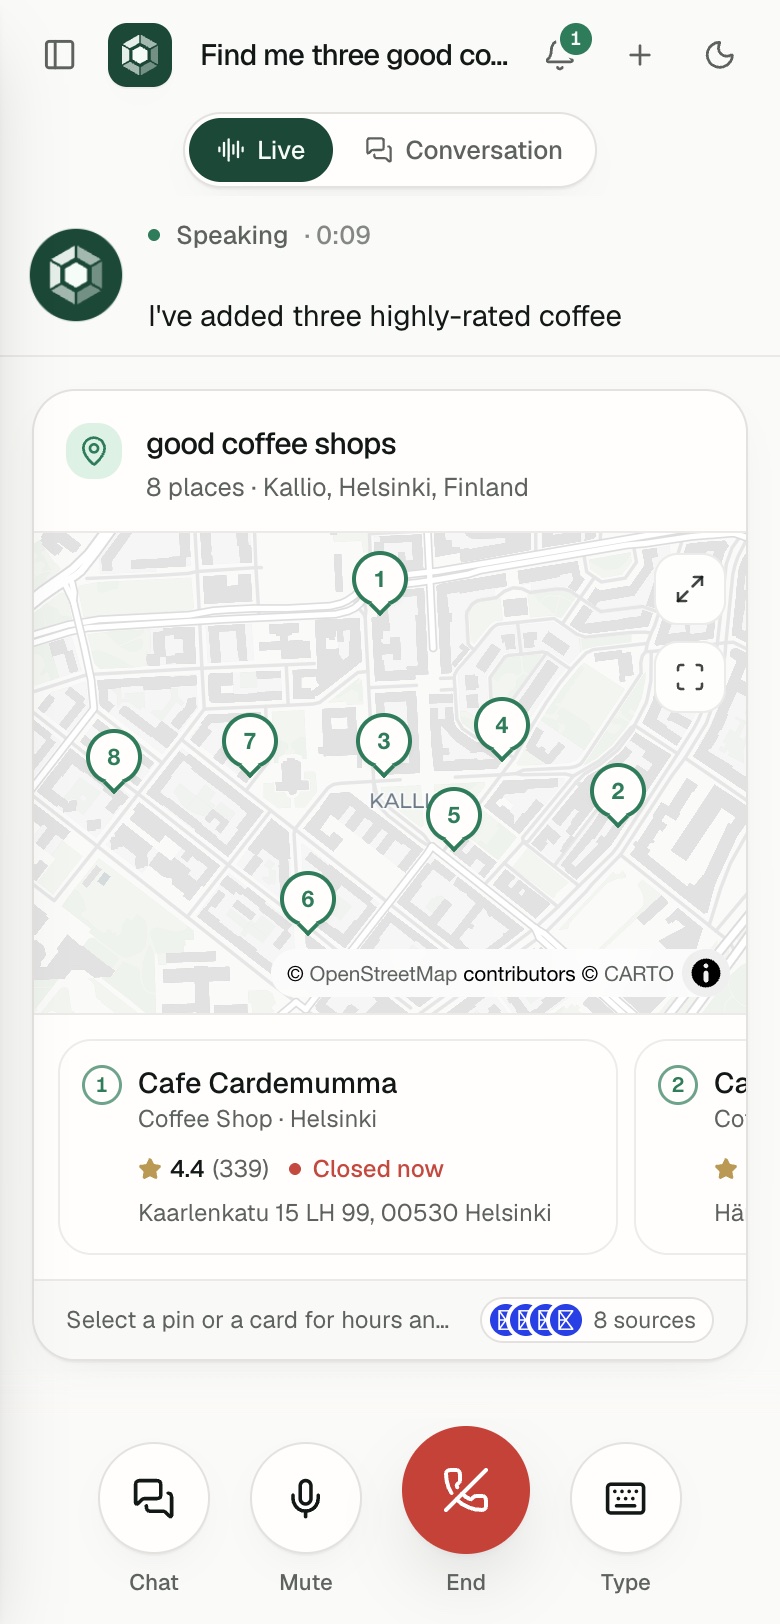 Find me three good co...
1
Live
Conversation
Speaking · 0:09
I've added three highly-rated coffee
good coffee shops
8 places · Kallio, Helsinki, Finland
1
4
7
3
8
2
KALLI
5
6
© OpenStreetMap contributors © CARTO
1 Cafe Cardemumma
Coffee Shop · Helsinki
4.4 (339) Closed now
Kaarlenkatu 15 LH 99, 00530 Helsinki
2 Ca
Co
Hä
Select a pin or a card for hours an...
8 sources
Chat
Mute
End
Type